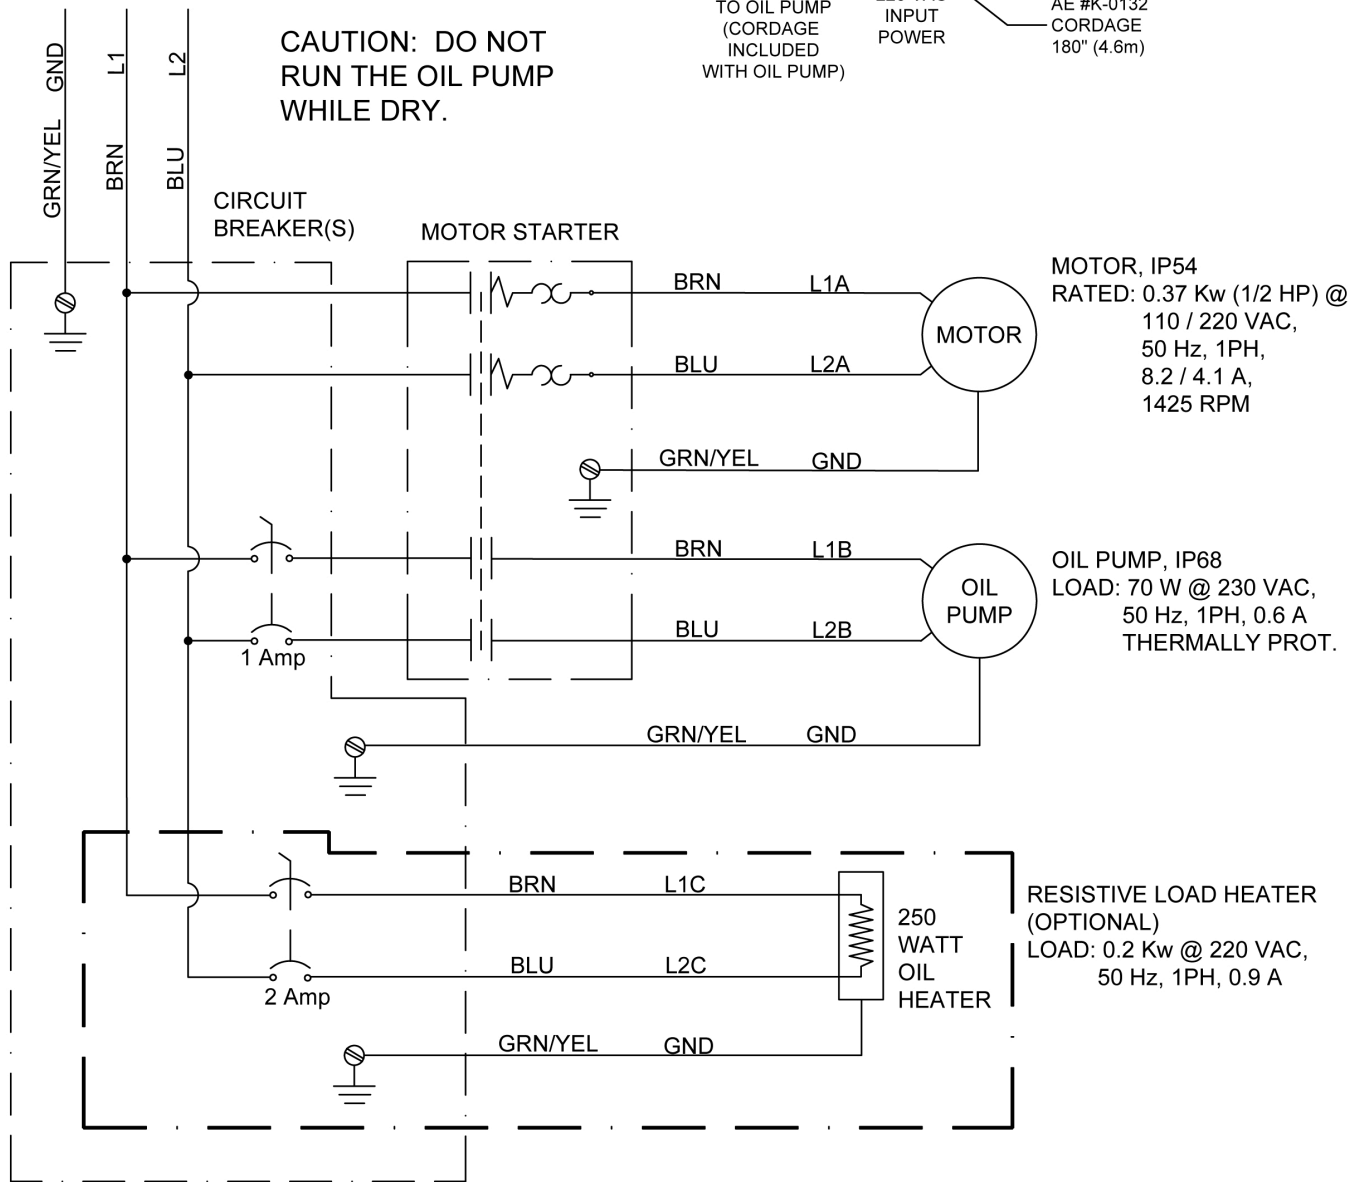 TO OIL PUMP
(CORDAGE
INCLUDED
WITH OIL PUMP)
INPUT
POWER
AE #K-0132
CORDAGE
180" (4.6m)
CAUTION: DO NOT
RUN THE OIL PUMP
WHILE DRY.
GND
L1
L2
GRN/YEL
BRN
BLU
CIRCUIT
BREAKER(S)
MOTOR STARTER
BRN L1A
BLU L2A
GRN/YEL GND
MOTOR
MOTOR, IP54
RATED: 0.37 Kw (1/2 HP) @
110 / 220 VAC,
50 Hz, 1PH,
8.2 / 4.1 A,
1425 RPM
BRN L1B
BLU L2B
1 Amp
GRN/YEL GND
OIL
PUMP
OIL PUMP, IP68
LOAD: 70 W @ 230 VAC,
50 Hz, 1PH, 0.6 A
THERMALLY PROT.
BRN L1C
BLU L2C
2 Amp
GRN/YEL GND
250
WATT
OIL
HEATER
RESISTIVE LOAD HEATER
(OPTIONAL)
LOAD: 0.2 Kw @ 220 VAC,
50 Hz, 1PH, 0.9 A